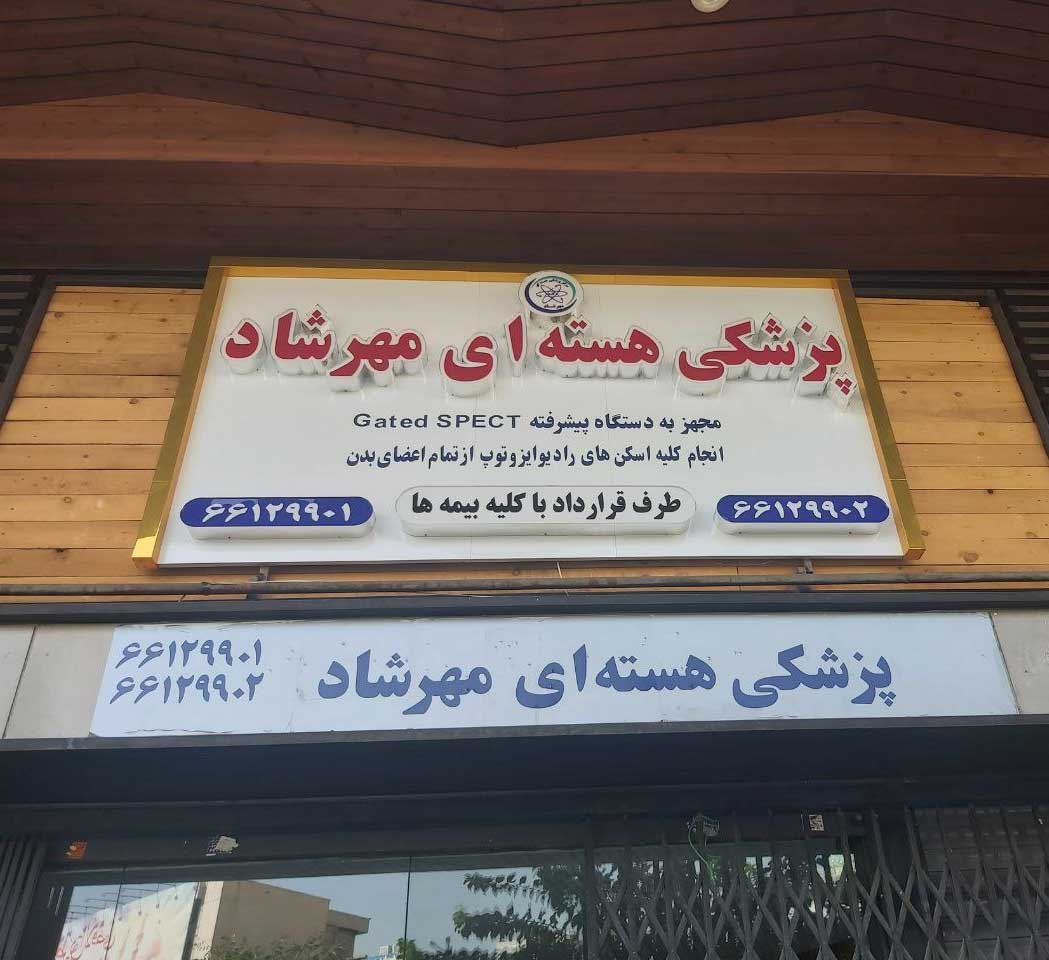 پزشکی هسته ای مهرشاد
مجهز به دستگاه پیشرفته Gated SPECT
انجام کلیه اسکن های رادیوایزوتوپ ازتمام اعضای بدن
۶۶۱۲۹۹۰۲
طرف قرارداد با کلیه بیمه ها
۶۶۱۲۹۹۰۱
پزشکی هسته ای مهرشاد
۶۶۱۲۹۹۰۱
۶۶۱۲۹۹۰۲